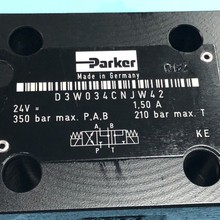 Parker
Made in Germany
D3W034CNJW42
24V = 1,50 A
350 bar max. P,A,B 210 bar max. T
KE